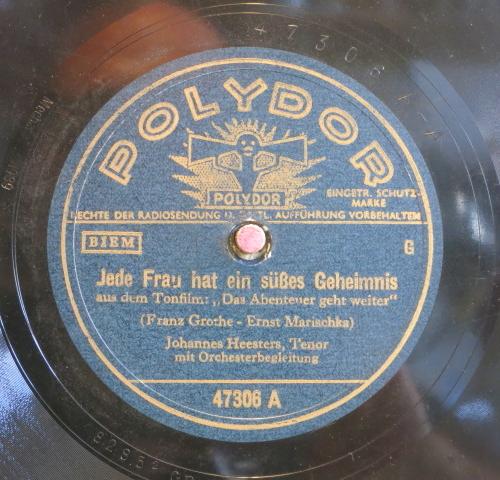 47306 A-A
POLYDOR
POLYDOR
EINGETR. SCHUTZ-
MARKE
RECHTE DER RADIOSENDUNG U. ÖFFTL. AUFFÜHRUNG VORBEHALTEN
BIEM
G
Jede Frau hat ein süßes Geheimnis
aus dem Tonfilm: „Das Abenteuer geht weiter“
(Franz Grothe - Ernst Marischka)
Johannes Heesters, Tenor
mit Orchesterbegleitung
47306 A